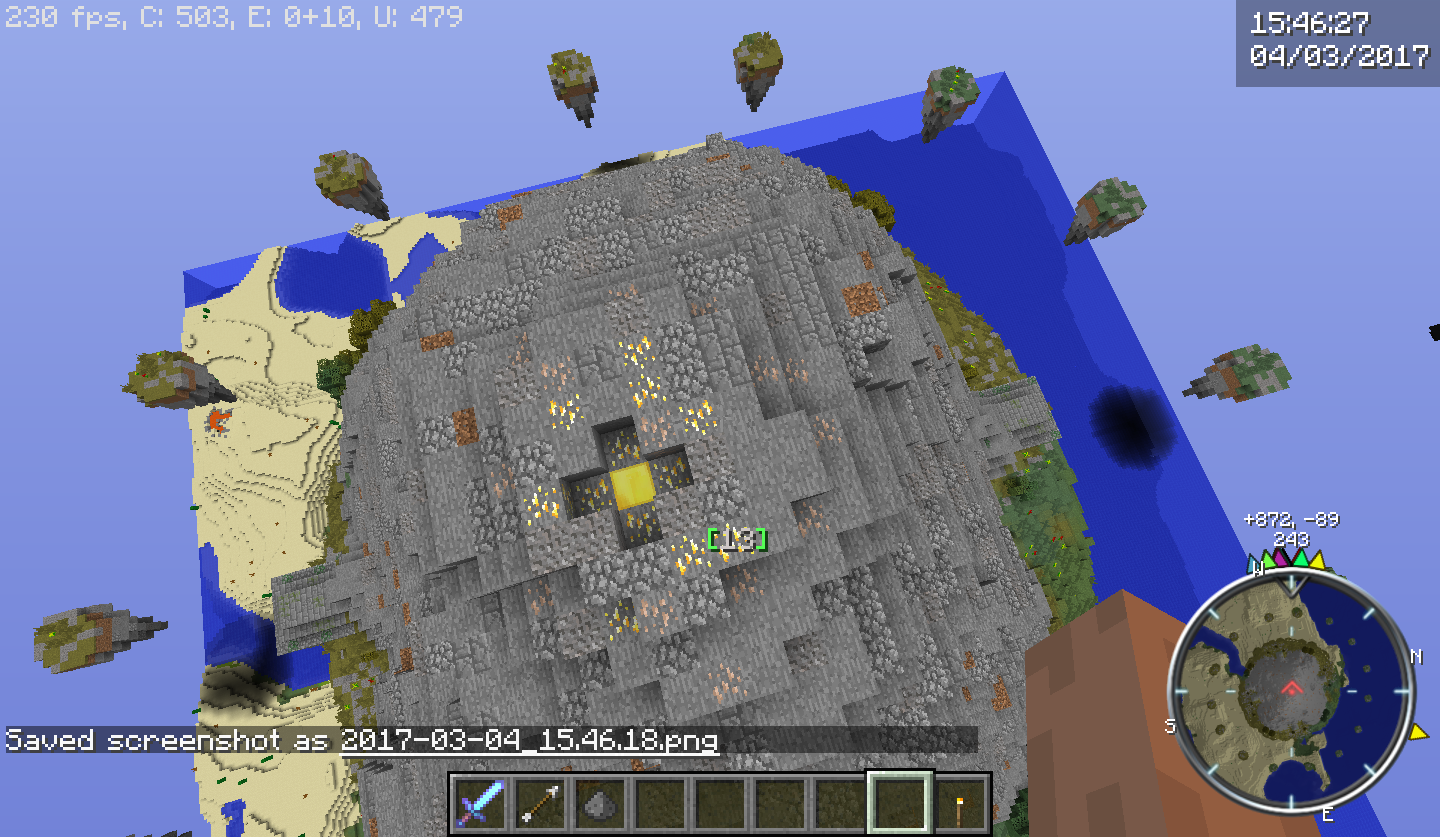 230 fps, C: 503, E: 0+10, U: 479
15:46:27
04/03/2017
[13]
+872, -89
243
W
N
S
E
Saved screenshot as 2017-03-04_15.46.18.png